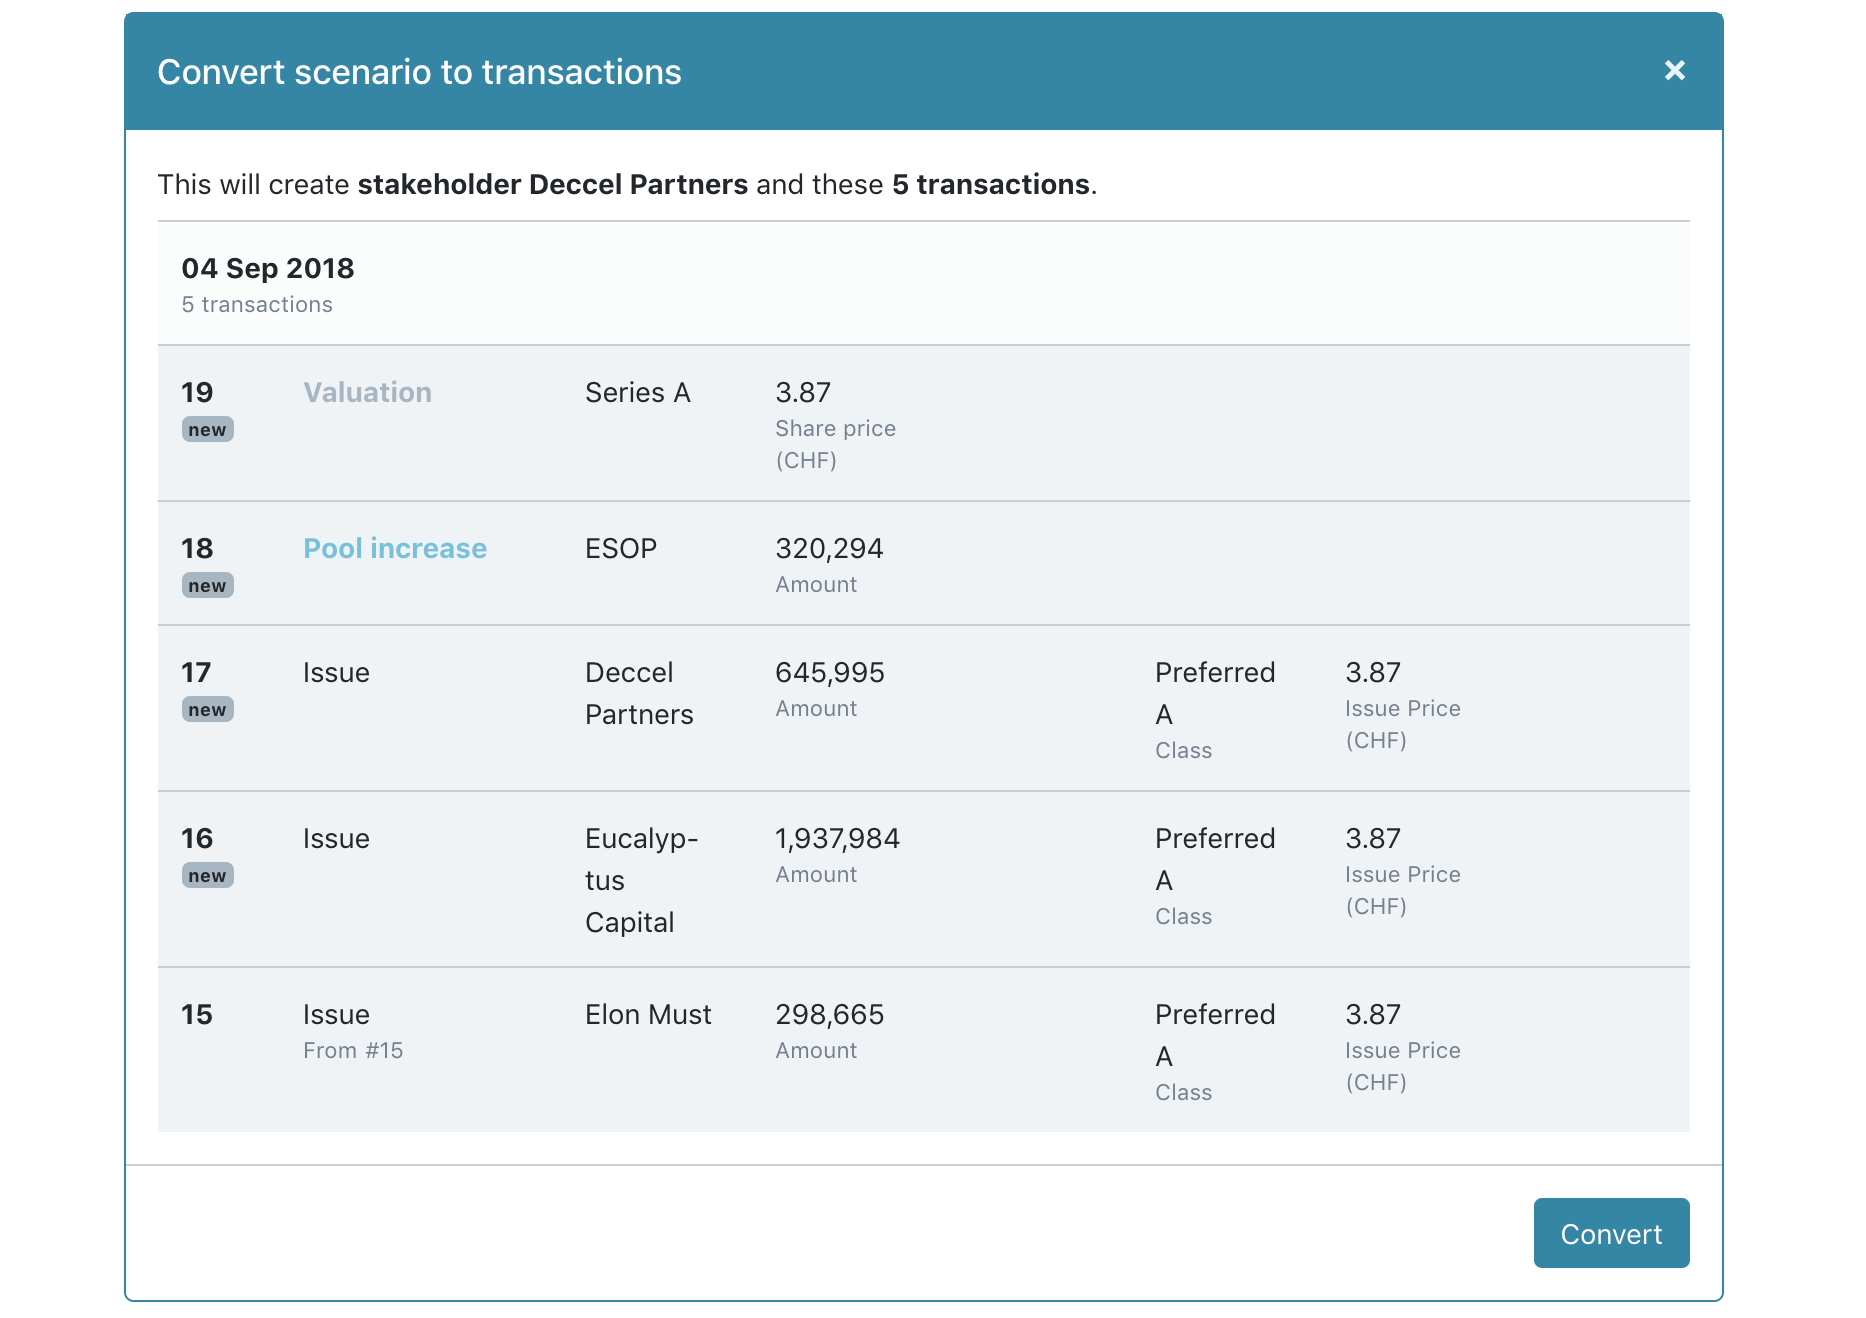 Convert scenario to transactions
×
This will create stakeholder Deccel Partners and these 5 transactions.
04 Sep 2018
5 transactions
19 Valuation Series A 3.87
new Share price
(CHF)
18 Pool increase ESOP 320,294
new Amount
17 Issue Deccel 645,995 Preferred 3.87
new Partners Amount A Issue Price
Class (CHF)
16 Issue Eucalyp- 1,937,984 Preferred 3.87
new tus Amount A Issue Price
Capital Class (CHF)
15 Issue Elon Must 298,665 Preferred 3.87
From #15 Amount A Issue Price
Class (CHF)
Convert